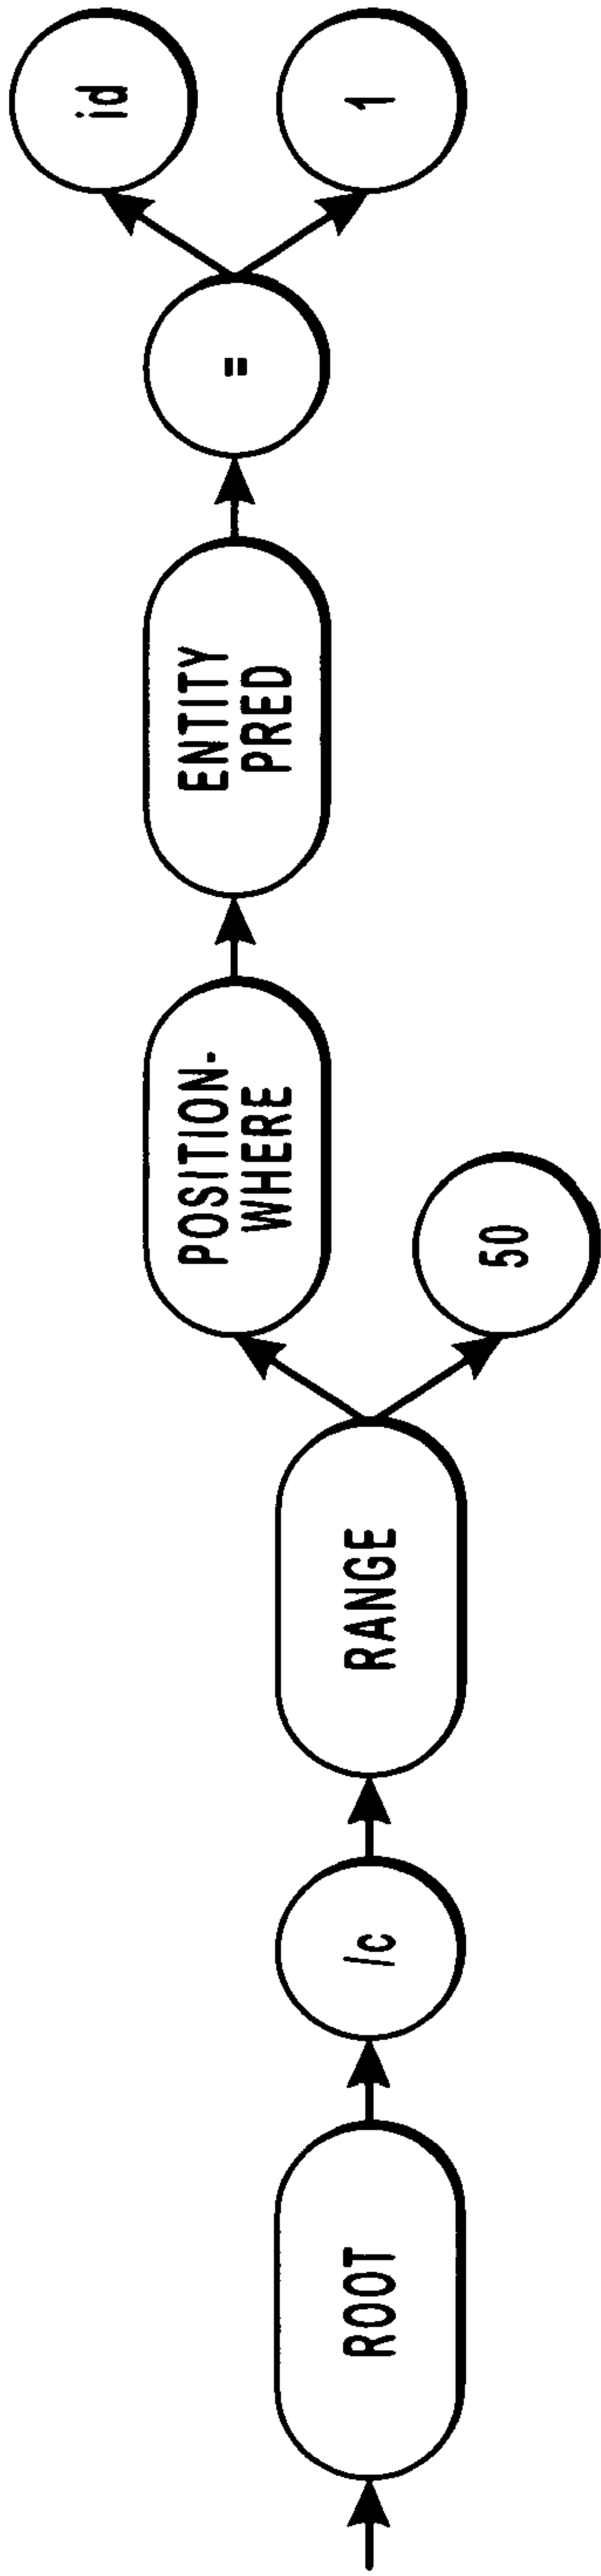 ROOT
/c
RANGE
POSITION-
WHERE
50
ENTITY
PRED
=
id
1